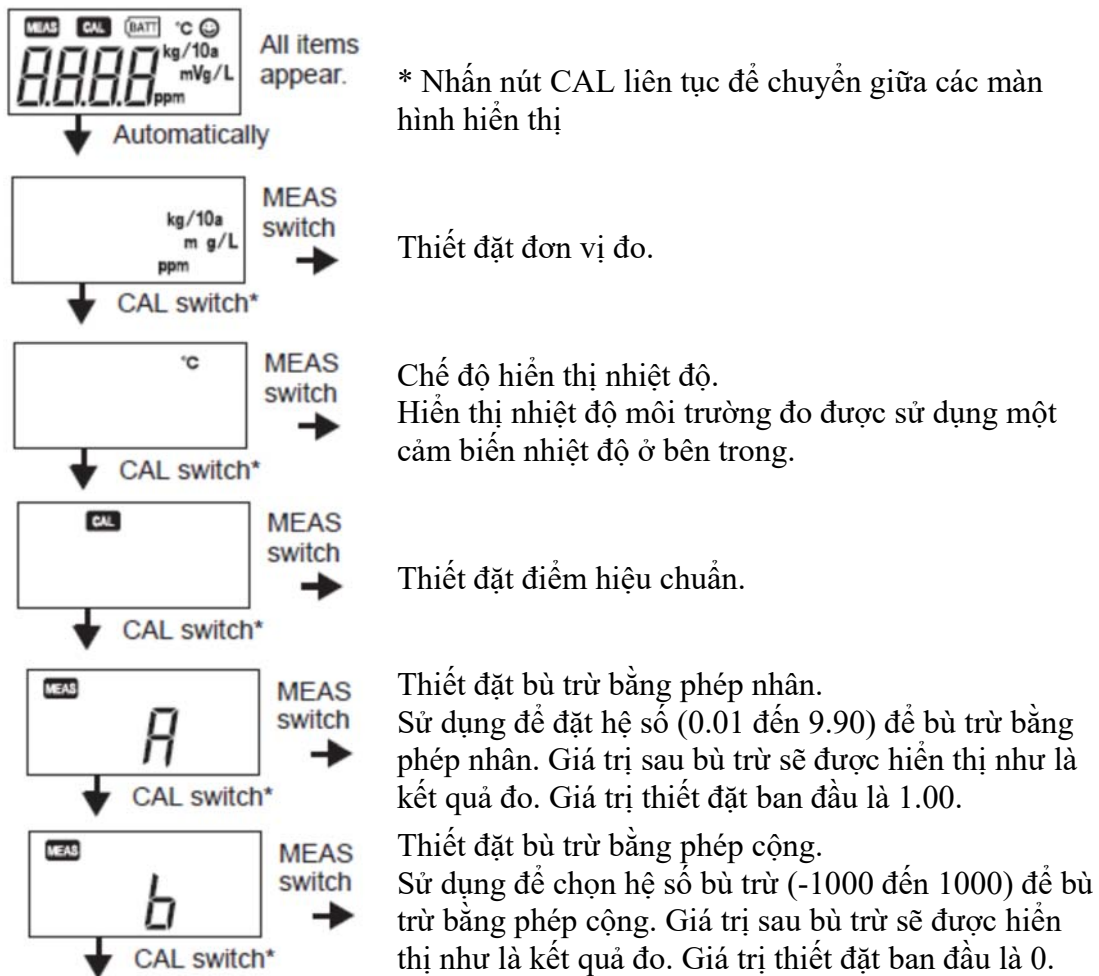 MEAS CAL BATT °C
8.8.8.8 kg/10a
mVg/L
ppm
All items
appear.
* Nhấn nút CAL liên tục để chuyển giữa các màn
hình hiển thị
Automatically
kg/10a
m g/L
ppm
MEAS
switch
Thiết đặt đơn vị đo.
CAL switch*
°C
MEAS
switch
Chế độ hiển thị nhiệt độ.
Hiển thị nhiệt độ môi trường đo được sử dụng một
cảm biến nhiệt độ ở bên trong.
CAL switch*
CAL
MEAS
switch
Thiết đặt điểm hiệu chuẩn.
CAL switch*
MEAS
A
MEAS
switch
Thiết đặt bù trừ bằng phép nhân.
Sử dụng để đặt hệ số (0.01 đến 9.90) để bù trừ bằng
phép nhân. Giá trị sau bù trừ sẽ được hiển thị như là
kết quả đo. Giá trị thiết đặt ban đầu là 1.00.
CAL switch*
MEAS
b
MEAS
switch
Thiết đặt bù trừ bằng phép cộng.
Sử dụng để chọn hệ số bù trừ (-1000 đến 1000) để bù
trừ bằng phép cộng. Giá trị sau bù trừ sẽ được hiển
thị như là kết quả đo. Giá trị thiết đặt ban đầu là 0.
CAL switch*